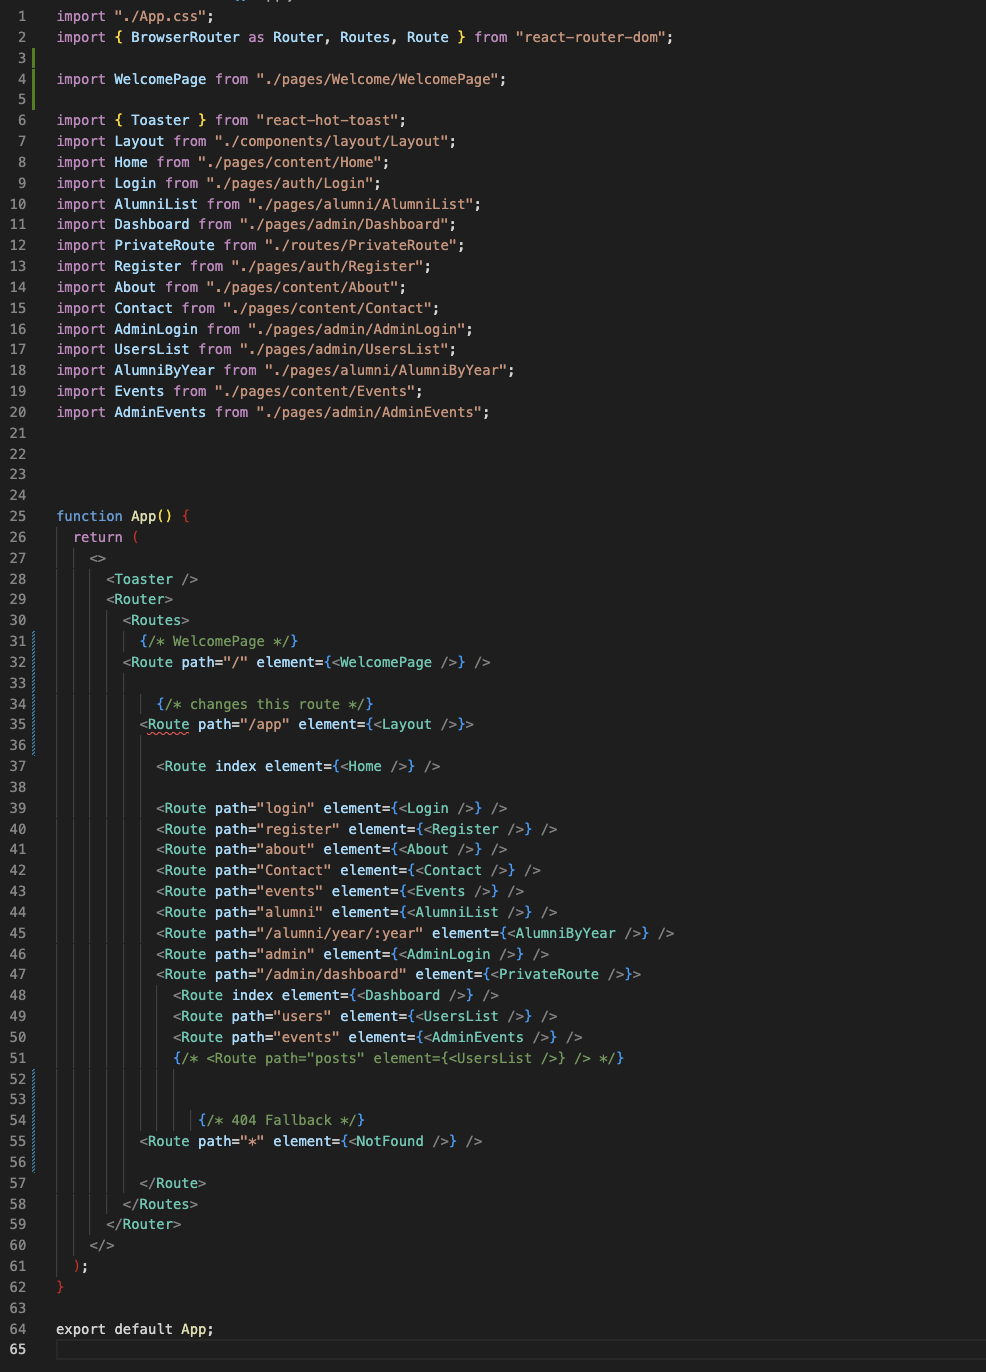 1 import "./App.css";
2 import { BrowserRouter as Router, Routes, Route } from "react-router-dom";
3
4 import WelcomePage from "./pages/Welcome/WelcomePage";
5
6 import { Toaster } from "react-hot-toast";
7 import Layout from "./components/layout/Layout";
8 import Home from "./pages/content/Home";
9 import Login from "./pages/auth/Login";
10 import AlumniList from "./pages/alumni/AlumniList";
11 import Dashboard from "./pages/admin/Dashboard";
12 import PrivateRoute from "./routes/PrivateRoute";
13 import Register from "./pages/auth/Register";
14 import About from "./pages/content/About";
15 import Contact from "./pages/content/Contact";
16 import AdminLogin from "./pages/admin/AdminLogin";
17 import UsersList from "./pages/admin/UsersList";
18 import AlumniByYear from "./pages/alumni/AlumniByYear";
19 import Events from "./pages/content/Events";
20 import AdminEvents from "./pages/admin/AdminEvents";
21
22
23
24
25 function App() {
26 return (
27 <>
28 <Toaster />
29 <Router>
30 <Routes>
31 {/* WelcomePage */}
32 <Route path="/" element={<WelcomePage />} />
33
34 {/* changes this route */}
35 <Route path="/app" element={<Layout />}>
36
37 <Route index element={<Home />} />
38
39 <Route path="login" element={<Login />} />
40 <Route path="register" element={<Register />} />
41 <Route path="about" element={<About />} />
42 <Route path="Contact" element={<Contact />} />
43 <Route path="events" element={<Events />} />
44 <Route path="alumni" element={<AlumniList />} />
45 <Route path="/alumni/year/:year" element={<AlumniByYear />} />
46 <Route path="admin" element={<AdminLogin />} />
47 <Route path="/admin/dashboard" element={<PrivateRoute />}>
48 <Route index element={<Dashboard />} />
49 <Route path="users" element={<UsersList />} />
50 <Route path="events" element={<AdminEvents />} />
51 {/* <Route path="posts" element={<UsersList />} /> */}
52
53
54 {/* 404 Fallback */}
55 <Route path="*" element={<NotFound />} />
56
57 </Route>
58 </Routes>
59 </Router>
60 </>
61 );
62 }
63
64 export default App;
65